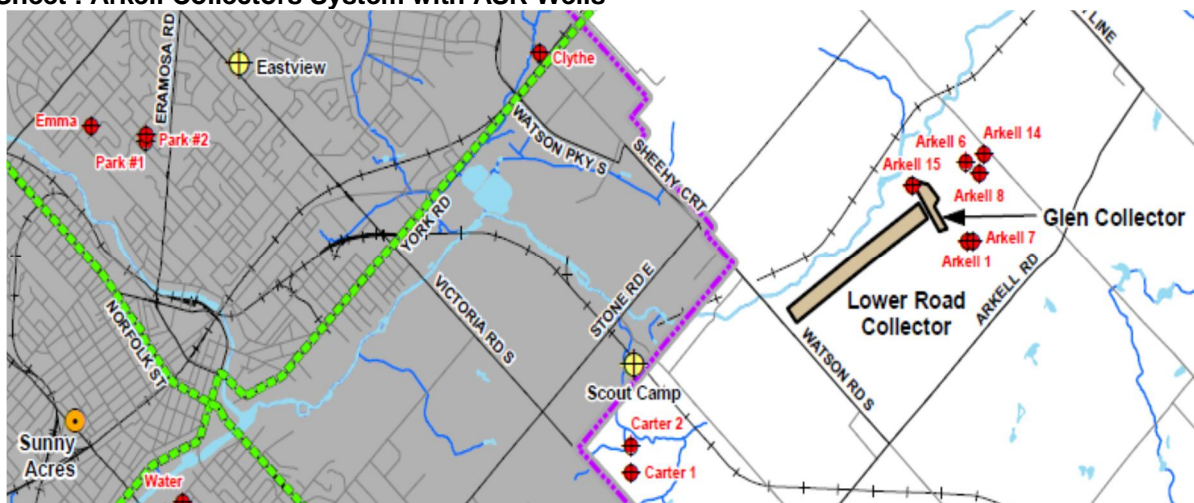 Sheet : Arkell Collectors System with ASR Wells
ERAMOSA RD
Eastview
Clythe
LINE
Emma
Park #2
Park #1
WATSON PKY S
SHEEHY CRT
Arkell 14
Arkell 6
Arkell 15
Arkell 8
Glen Collector
YORK RD
Arkell 7
Arkell 1
STONE RD E
VICTORIA RD S
ARKELL RD
Lower Road
Collector
NORFOLK ST
WATSON RD S
Scout Camp
Sunny
Acres
Carter 2
Carter 1
Water